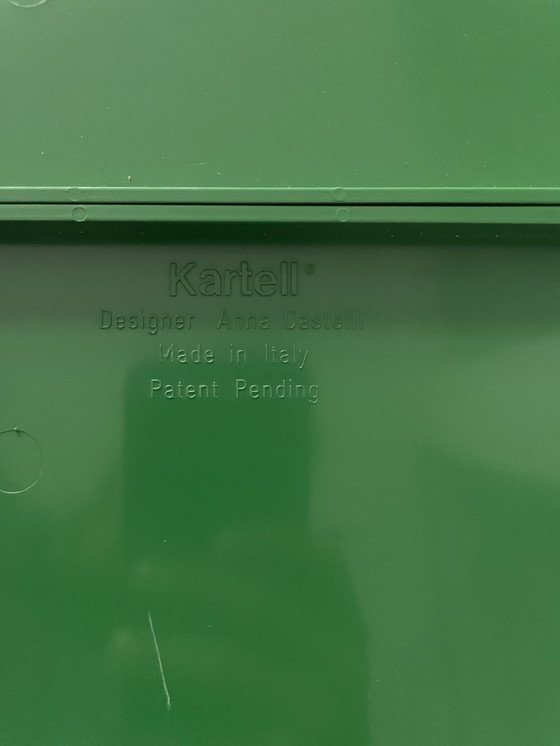 Kartell®
Designer Anna Castelli
Made in Italy
Patent Pending